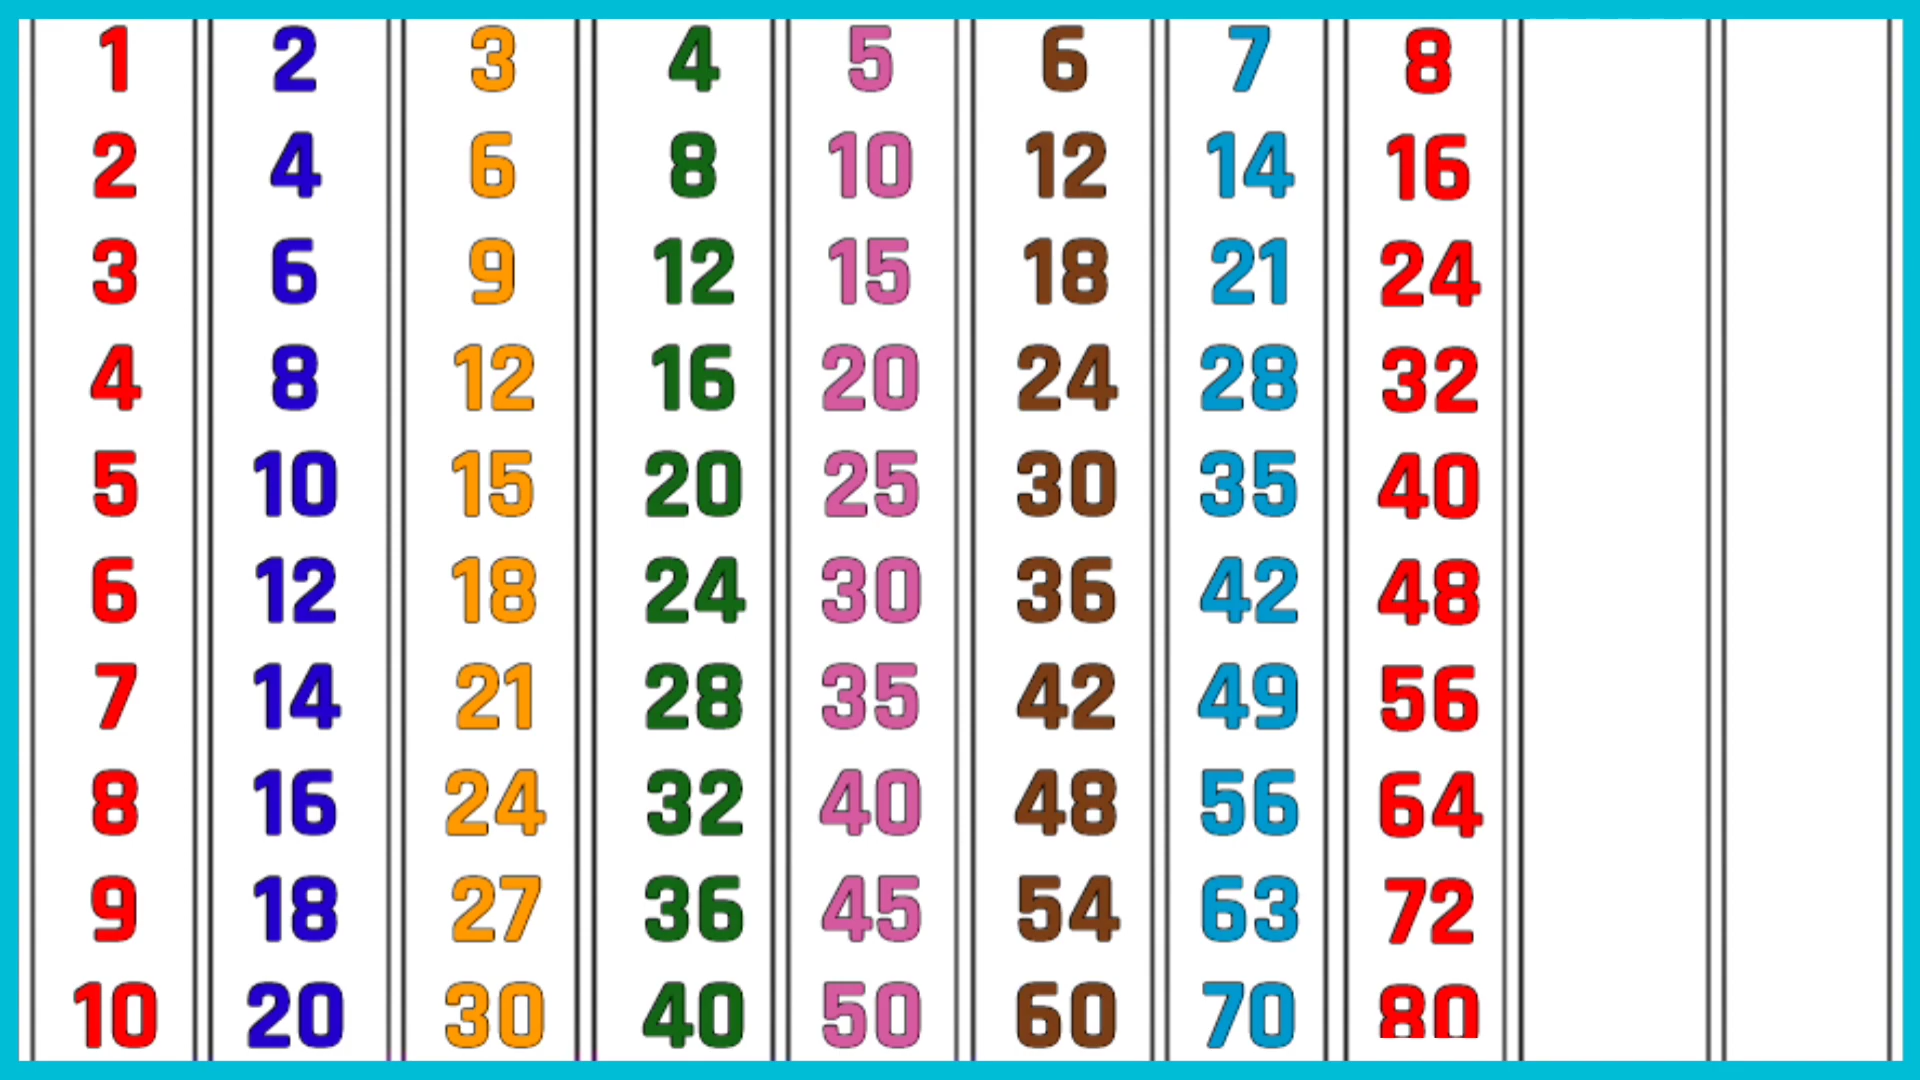 1 2 3 4 5 6 7 8
2 4 6 8 10 12 14 16
3 6 9 12 15 18 21 24
4 8 12 16 20 24 28 32
5 10 15 20 25 30 35 40
6 12 18 24 30 36 42 48
7 14 21 28 35 42 49 56
8 16 24 32 40 48 56 64
9 18 27 36 45 54 63 72
10 20 30 40 50 60 70 80